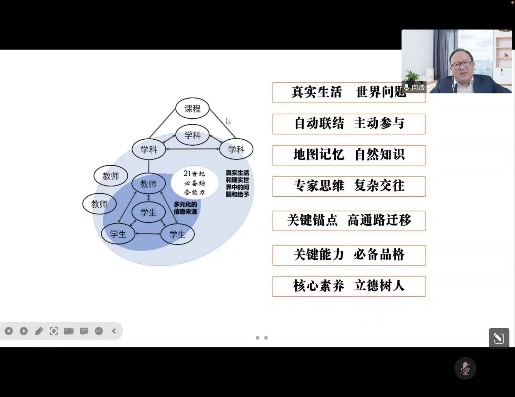 课程
学科
学科
学科
教师
教师
教师
学生
学生
学生
21世纪
必备综
合能力
多元化的
信息来源
真实生活
和现实世
界中的问
题和给予
真实生活 世界问题
自动联结 主动参与
地图记忆 自然知识
专家思维 复杂交往
关键锚点 高通路迁移
关键能力 必备品格
核心素养 立德树人